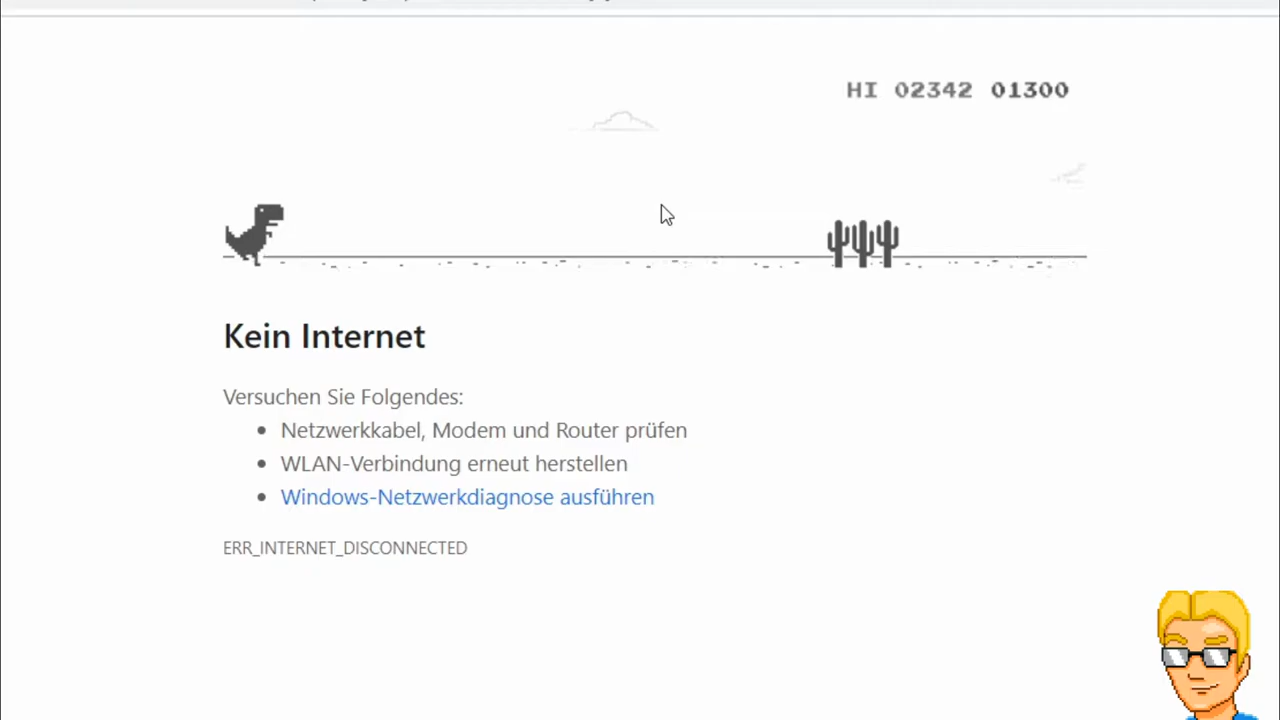 HI 02342 01300
Kein Internet
Versuchen Sie Folgendes:
Netzwerkkabel, Modem und Router prüfen
WLAN-Verbindung erneut herstellen
Windows-Netzwerkdiagnose ausführen
ERR_INTERNET_DISCONNECTED